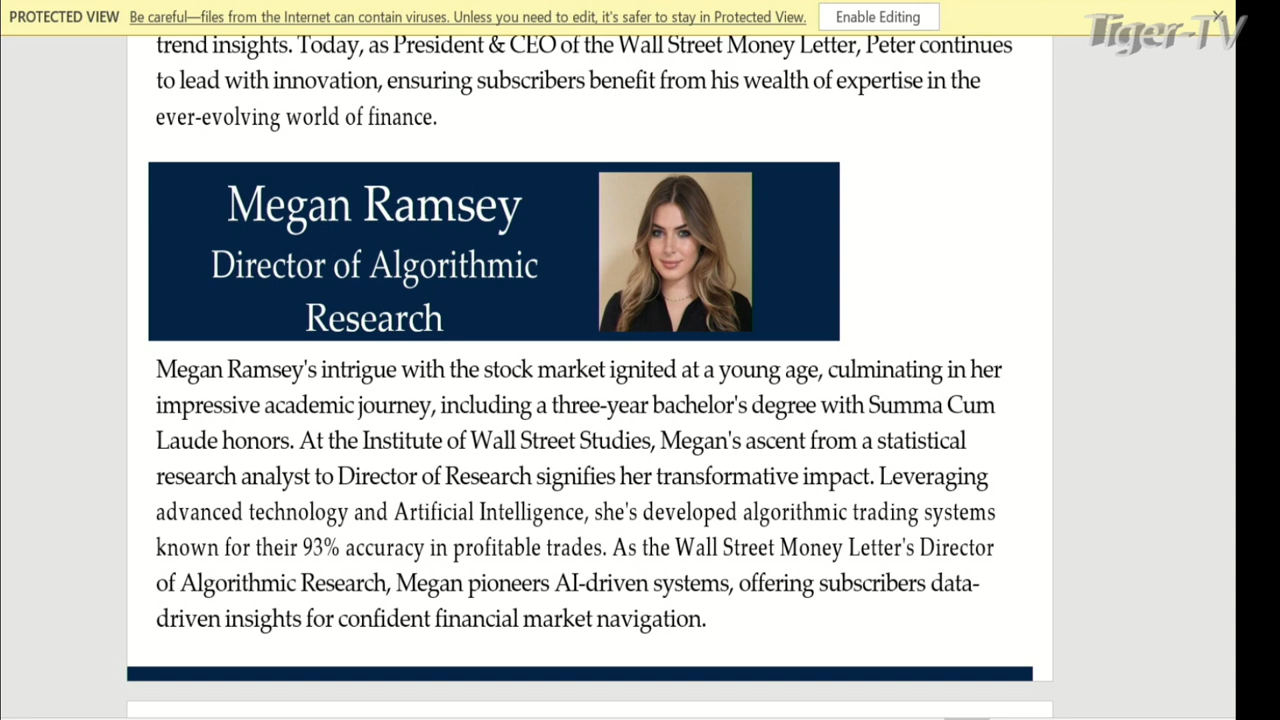 PROTECTED VIEW Be careful—files from the Internet can contain viruses. Unless you need to edit, it's safer to stay in Protected View. Enable Editing
Tiger-TV
trend insights. Today, as President & CEO of the Wall Street Money Letter, Peter continues
to lead with innovation, ensuring subscribers benefit from his wealth of expertise in the
ever-evolving world of finance.
Megan Ramsey
Director of Algorithmic
Research
Megan Ramsey's intrigue with the stock market ignited at a young age, culminating in her
impressive academic journey, including a three-year bachelor's degree with Summa Cum
Laude honors. At the Institute of Wall Street Studies, Megan's ascent from a statistical
research analyst to Director of Research signifies her transformative impact. Leveraging
advanced technology and Artificial Intelligence, she's developed algorithmic trading systems
known for their 93% accuracy in profitable trades. As the Wall Street Money Letter's Director
of Algorithmic Research, Megan pioneers AI-driven systems, offering subscribers data-
driven insights for confident financial market navigation.